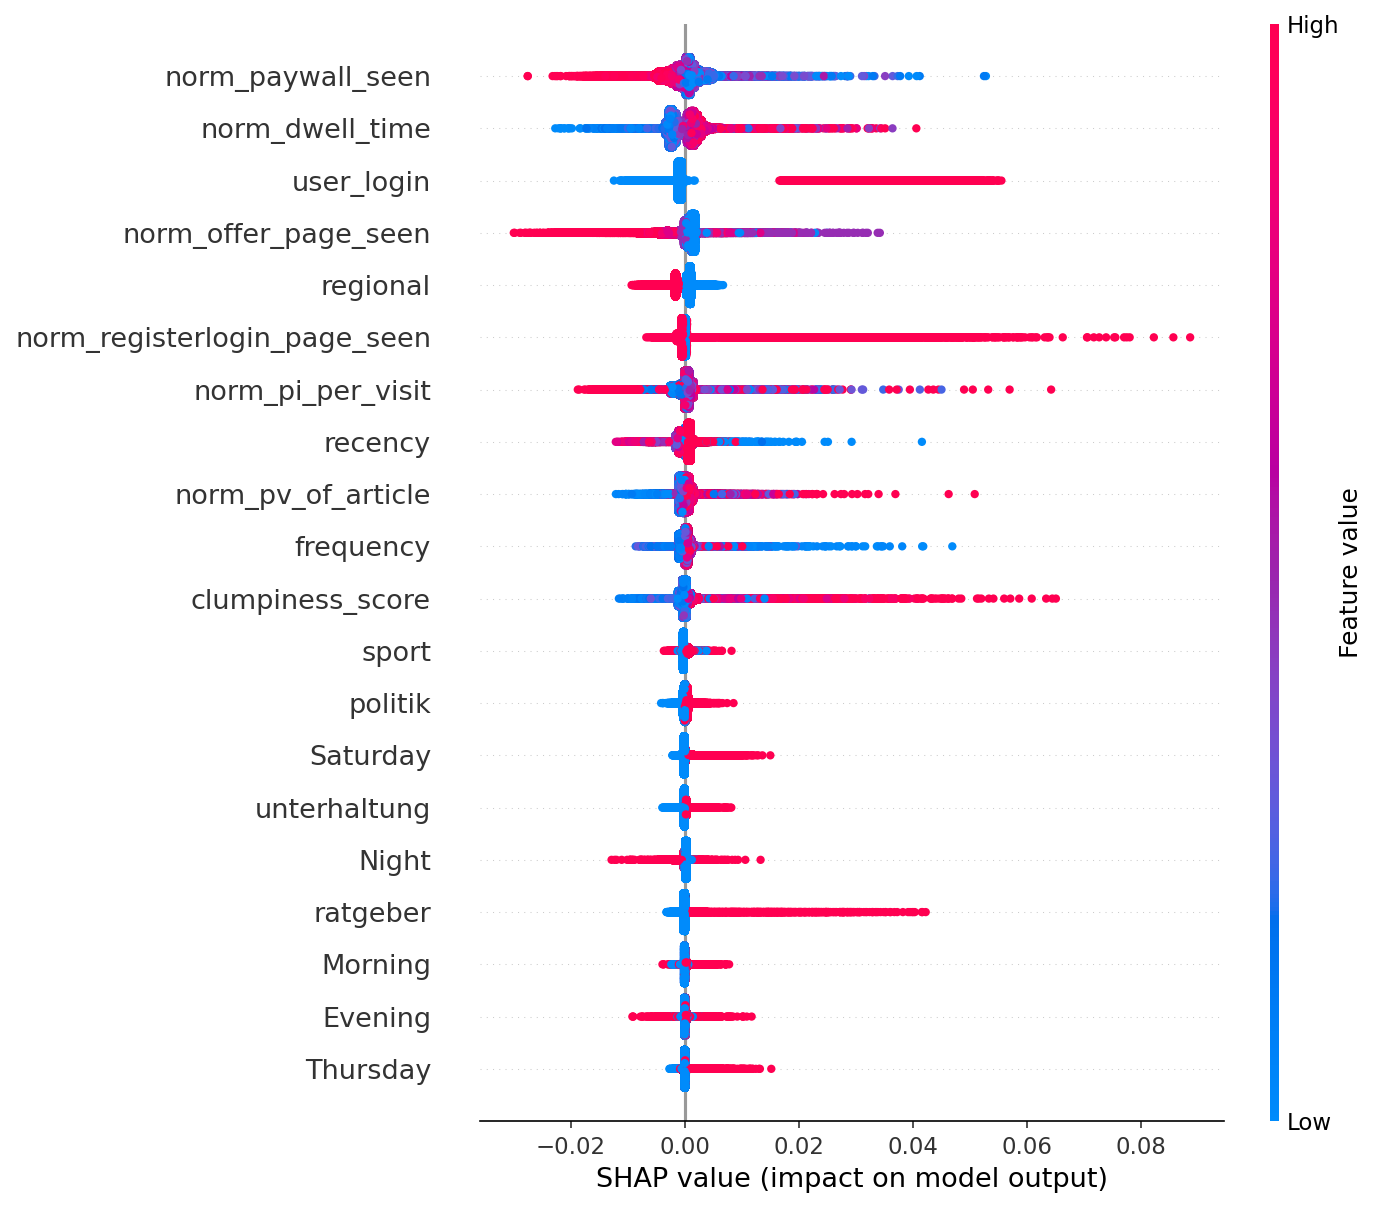 High
norm_paywall_seen
norm_dwell_time
user_login
norm_offer_page_seen
regional
norm_registerlogin_page_seen
norm_pi_per_visit
recency
norm_pv_of_article
frequency
clumpiness_score
sport
politik
Saturday
unterhaltung
Night
ratgeber
Morning
Evening
Thursday
Feature value
Low
−0.02 0.00 0.02 0.04 0.06 0.08
SHAP value (impact on model output)